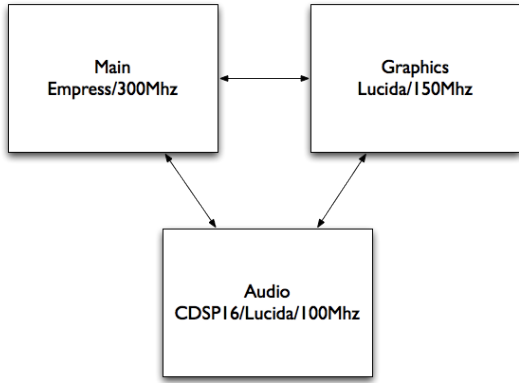 Main
Empress/300Mhz
Graphics
Lucida/150Mhz
Audio
CDSP16/Lucida/100Mhz